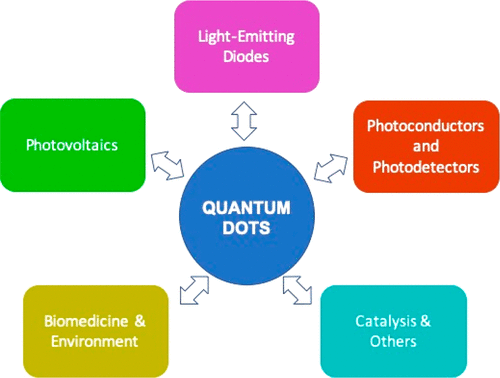 Light-Emitting
Diodes
Photovoltaics
Photoconductors
and
Photodetectors
QUANTUM
DOTS
Biomedicine &
Environment
Catalysis &
Others